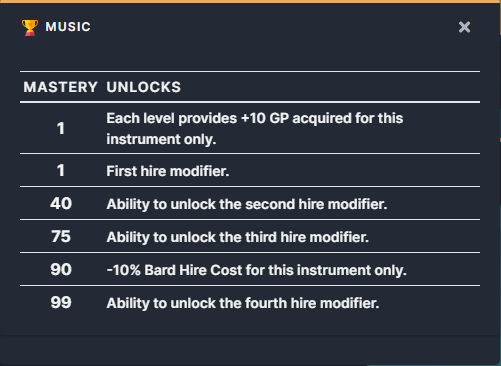 MUSIC
MASTERY UNLOCKS
1 Each level provides +10 GP acquired for this
instrument only.
1 First hire modifier.
40 Ability to unlock the second hire modifier.
75 Ability to unlock the third hire modifier.
90 -10% Bard Hire Cost for this instrument only.
99 Ability to unlock the fourth hire modifier.